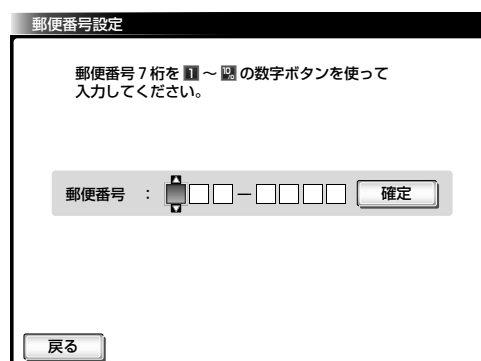 郵便番号設定
郵便番号7桁を 1 ～ 10 の数字ボタンを使って
入力してください。
郵便番号 : － 確定
戻る